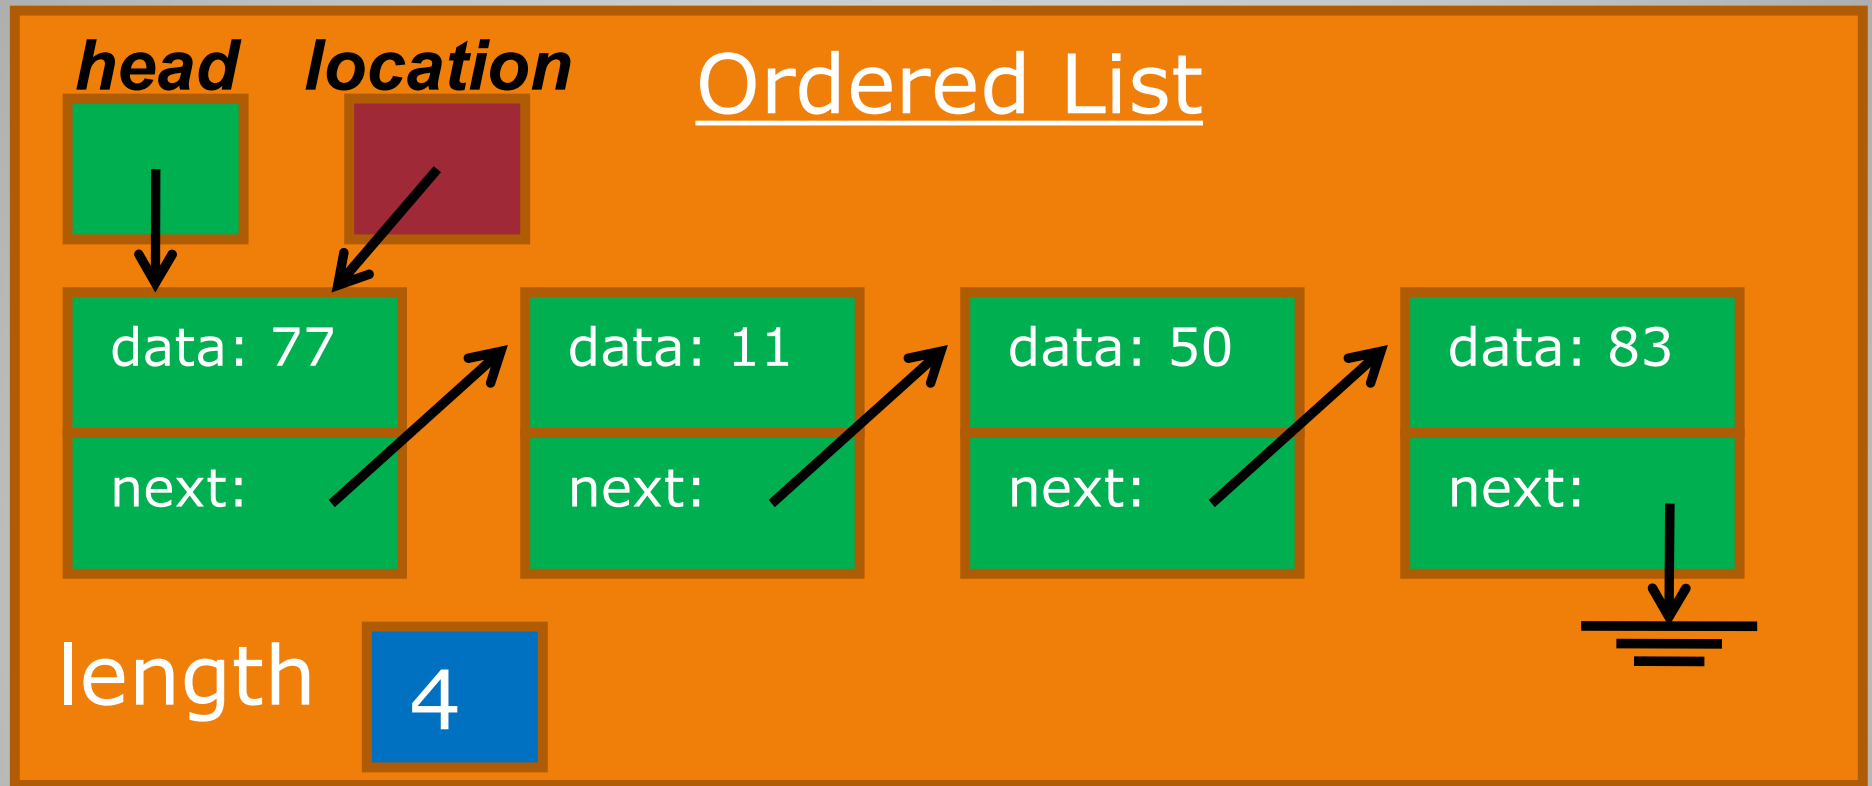 head location
Ordered List
data: 77
data: 11
data: 50
data: 83
next:
next:
next:
next:
length
4